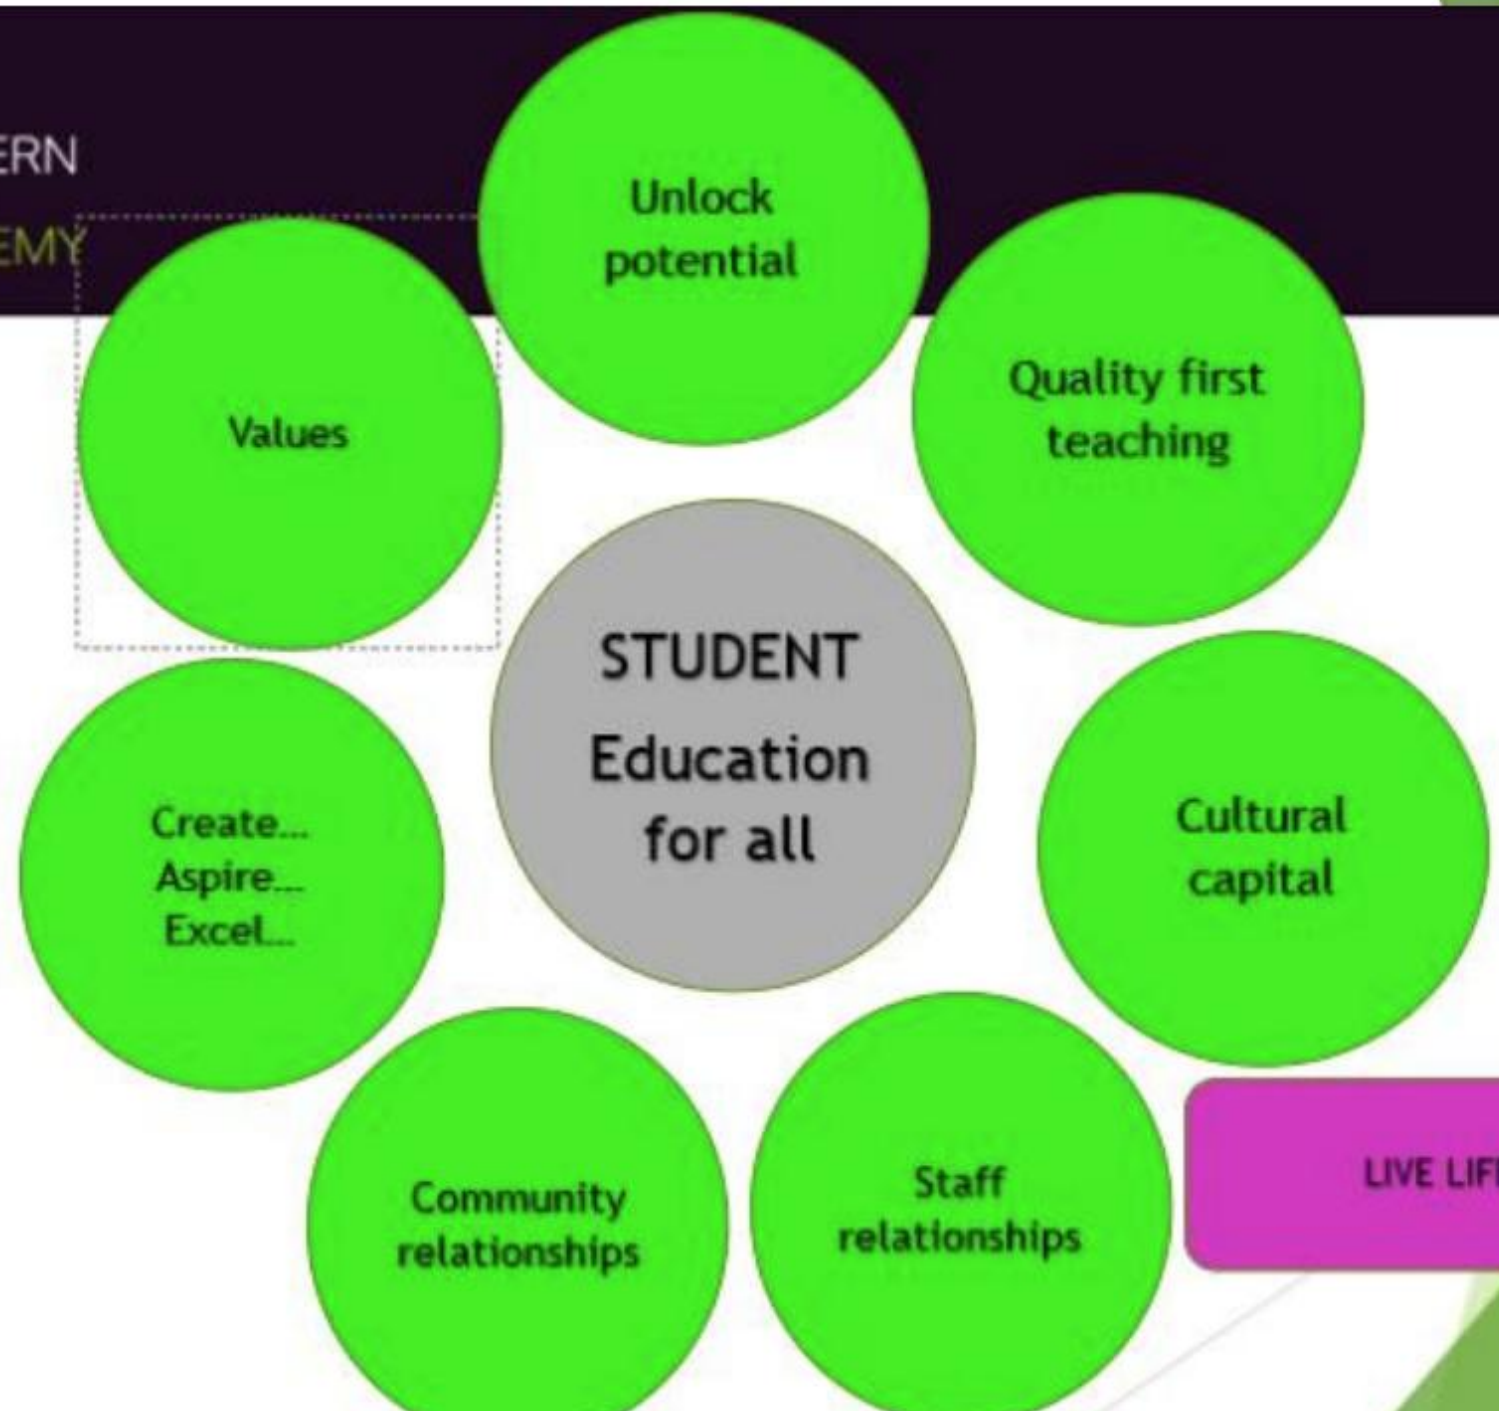 ERN
EMY
Unlock
potential
Quality first
teaching
Values
STUDENT
Education
for all
Cultural
capital
Create...
Aspire...
Excel...
Community
relationships
Staff
relationships
LIVE LIF